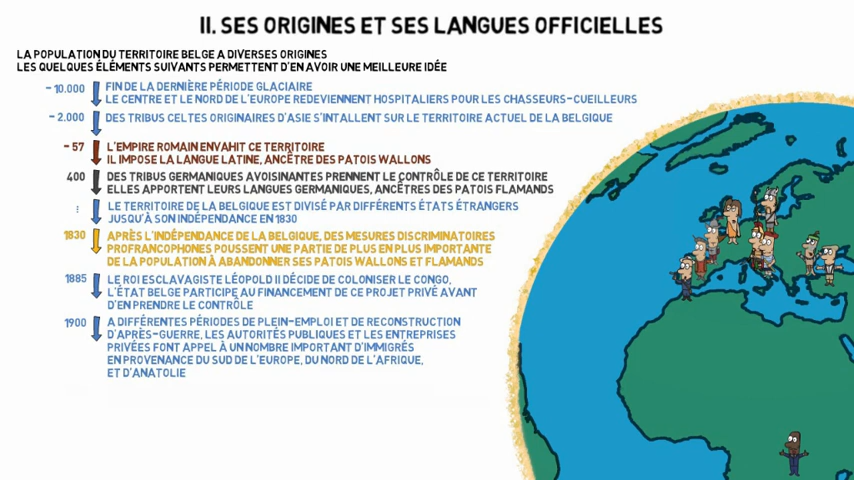 II. SES ORIGINES ET SES LANGUES OFFICIELLES
LA POPULATION DU TERRITOIRE BELGE A DIVERSES ORIGINES
LES QUELQUES ÉLÉMENTS SUIVANTS PERMETTENT D'EN AVOIR UNE MEILLEURE IDÉE
- 10.000 FIN DE LA DERNIÈRE PÉRIODE GLACIAIRE
LE CENTRE ET LE NORD DE L'EUROPE REDEVIENNENT HOSPITALIERS POUR LES CHASSEURS-CUEILLEURS
- 2.000 DES TRIBUS CELTES ORIGINAIRES D'ASIE S'INTALLENT SUR LE TERRITOIRE ACTUEL DE LA BELGIQUE
- 57 L'EMPIRE ROMAIN ENVAHIT CE TERRITOIRE
IL IMPOSE LA LANGUE LATINE, ANCÊTRE DES PATOIS WALLONS
400 DES TRIBUS GERMANIQUES AVOISINANTES PRENNENT LE CONTRÔLE DE CE TERRITOIRE
ELLES APPORTENT LEURS LANGUES GERMANIQUES, ANCÊTRES DES PATOIS FLAMANDS
⋮ LE TERRITOIRE DE LA BELGIQUE EST DIVISÉ PAR DIFFÉRENTS ÉTATS ÉTRANGERS
JUSQU'À SON INDÉPENDANCE EN 1830
1830 APRÈS L'INDÉPENDANCE DE LA BELGIQUE, DES MESURES DISCRIMINATOIRES
PROFRANCOPHONES POUSSENT UNE PARTIE DE PLUS EN PLUS IMPORTANTE
DE LA POPULATION À ABANDONNER SES PATOIS WALLONS ET FLAMANDS
1885 LE ROI ESCLAVAGISTE LÉOPOLD II DÉCIDE DE COLONISER LE CONGO,
L'ÉTAT BELGE PARTICIPE AU FINANCEMENT DE CE PROJET PRIVÉ AVANT
D'EN PRENDRE LE CONTRÔLE
1900 A DIFFÉRENTES PÉRIODES DE PLEIN-EMPLOI ET DE RECONSTRUCTION
D'APRÈS-GUERRE, LES AUTORITÉS PUBLIQUES ET LES ENTREPRISES
PRIVÉES FONT APPEL À UN NOMBRE IMPORTANT D'IMMIGRÉS
EN PROVENANCE DU SUD DE L'EUROPE, DU NORD DE L'AFRIQUE,
ET D'ANATOLIE